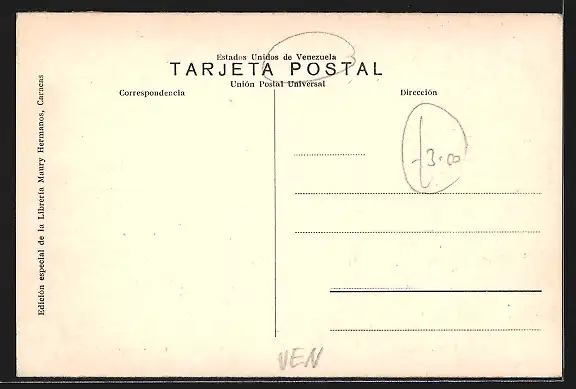 Estados Unidos de Venezuela
TARJETA POSTAL
Unión Postal Universal
Correspondencia
Dirección
Edición especial de la Librería Maury Hermanos, Caracas
3.00
VEN